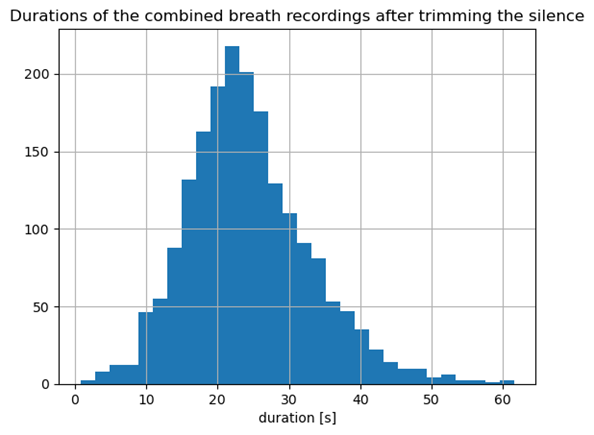 Durations of the combined breath recordings after trimming the silence
200
150
100
50
0
0 10 20 30 40 50 60
duration [s]